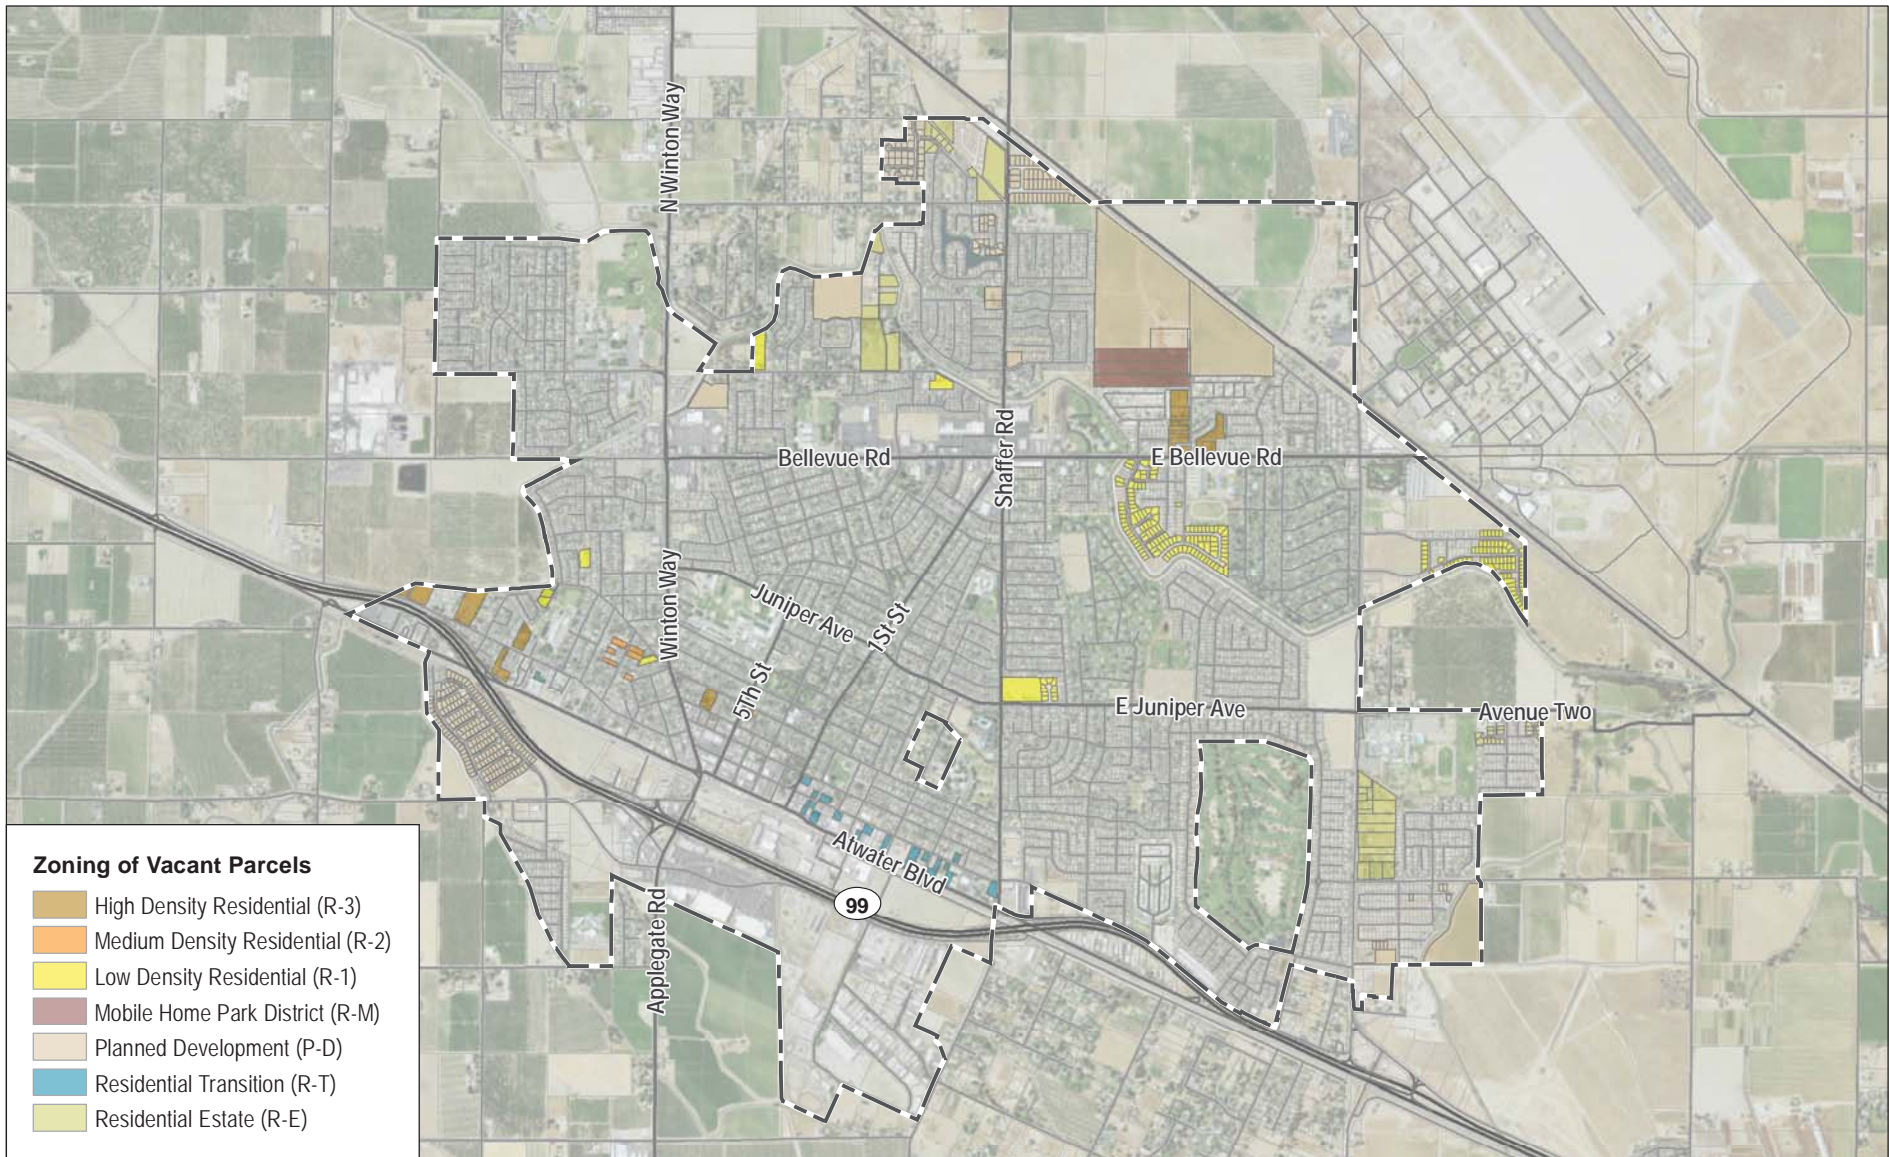 N Winton Way
Bellevue Rd
E Bellevue Rd
Shaffer Rd
Winton Way
Juniper Ave
1St St
5Th St
E Juniper Ave
Avenue Two
Atwater Blvd
99
Applegate Rd
Zoning of Vacant Parcels
High Density Residential (R-3)
Medium Density Residential (R-2)
Low Density Residential (R-1)
Mobile Home Park District (R-M)
Planned Development (P-D)
Residential Transition (R-T)
Residential Estate (R-E)